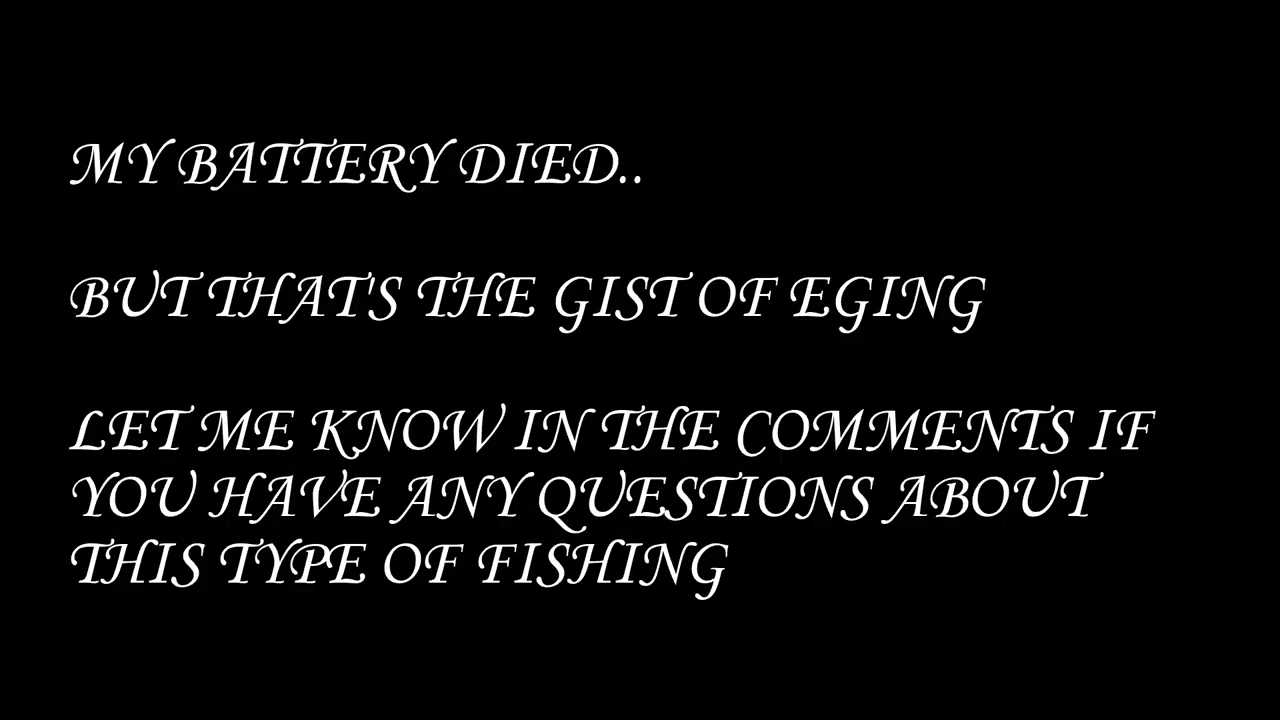 MY BATTERY DIED..
BUT THAT'S THE GIST OF EGING
LET ME KNOW IN THE COMMENTS IF
YOU HAVE ANY QUESTIONS ABOUT
THIS TYPE OF FISHING